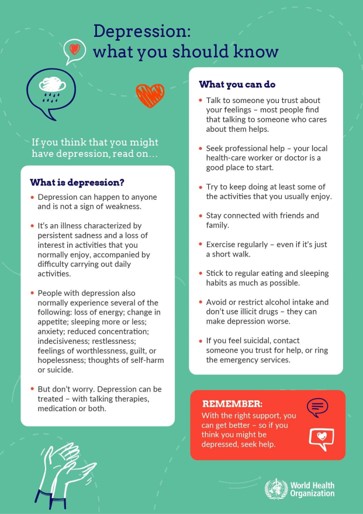 Depression:
what you should know
If you think that you might
have depression, read on...
What is depression?
Depression can happen to anyone
and is not a sign of weakness.
It's an illness characterized by
persistent sadness and a loss of
interest in activities that you
normally enjoy, accompanied by
difficulty carrying out daily
activities.
People with depression also
normally experience several of the
following: loss of energy; change in
appetite; sleeping more or less;
anxiety; reduced concentration;
indecisiveness; restlessness;
feelings of worthlessness, guilt, or
hopelessness; thoughts of self-harm
or suicide.
But don't worry. Depression can be
treated – with talking therapies,
medication or both.
What you can do
Talk to someone you trust about
your feelings – most people find
that talking to someone who cares
about them helps.
Seek professional help – your local
health-care worker or doctor is a
good place to start.
Try to keep doing at least some of
the activities that you usually enjoy.
Stay connected with friends and
family.
Exercise regularly – even if it's just
a short walk.
Stick to regular eating and sleeping
habits as much as possible.
Avoid or restrict alcohol intake and
don't use illicit drugs – they can
make depression worse.
If you feel suicidal, contact
someone you trust for help, or ring
the emergency services.
REMEMBER:
With the right support, you
can get better – so if you
think you might be
depressed, seek help.
World Health
Organization